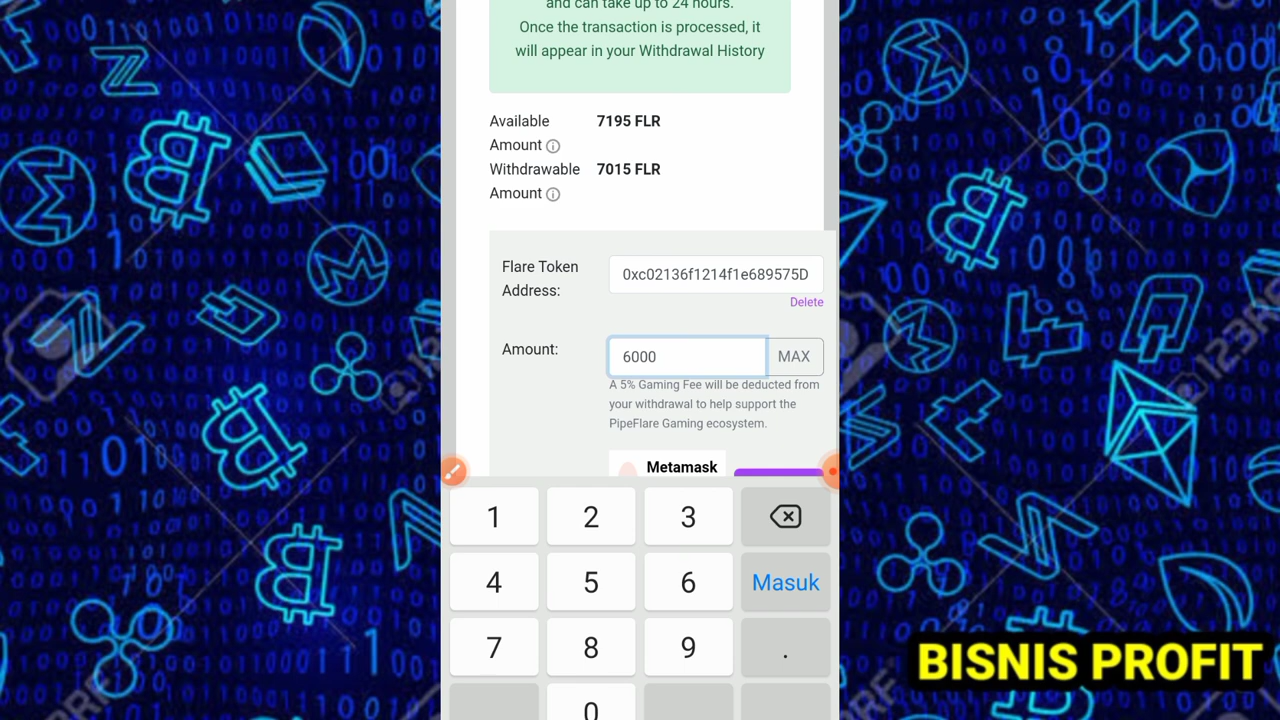 and can take up to 24 hours.
Once the transaction is processed, it
will appear in your Withdrawal History
Available
Amount
7195 FLR
Withdrawable
Amount
7015 FLR
Flare Token
Address:
0xc02136f1214f1e689575D
Delete
Amount:
6000
MAX
A 5% Gaming Fee will be deducted from
your withdrawal to help support the
PipeFlare Gaming ecosystem.
Metamask
1 2 3
4 5 6 Masuk
7 8 9 .
0
BISNIS PROFIT